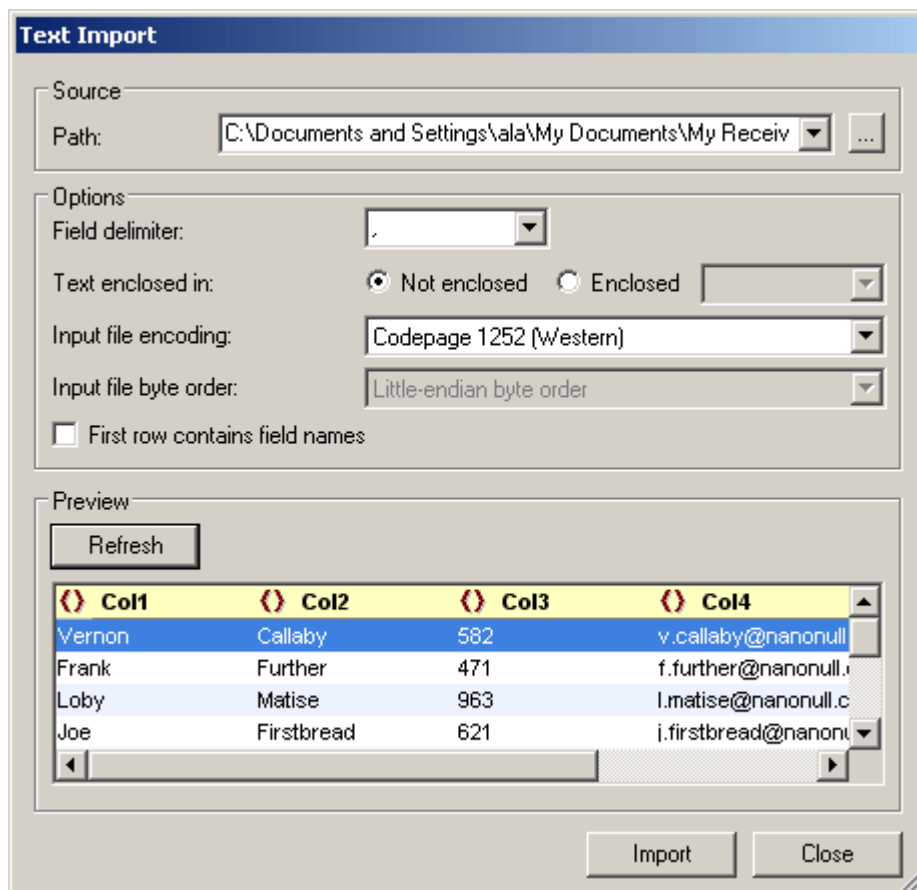 Text Import
Source
Path: C:\Documents and Settings\ala\My Documents\My Receiv ...
Options
Field delimiter: ,
Text enclosed in: Not enclosed Enclosed
Input file encoding: Codepage 1252 (Western)
Input file byte order: Little-endian byte order
First row contains field names
Preview
Refresh
Col1 Col2 Col3 Col4
Vernon Callaby 582 v.callaby@nanonull
Frank Further 471 f.further@nanonull.
Loby Matise 963 l.matise@nanonull.c
Joe Firstbread 621 j.firstbread@nanonu
Import Close